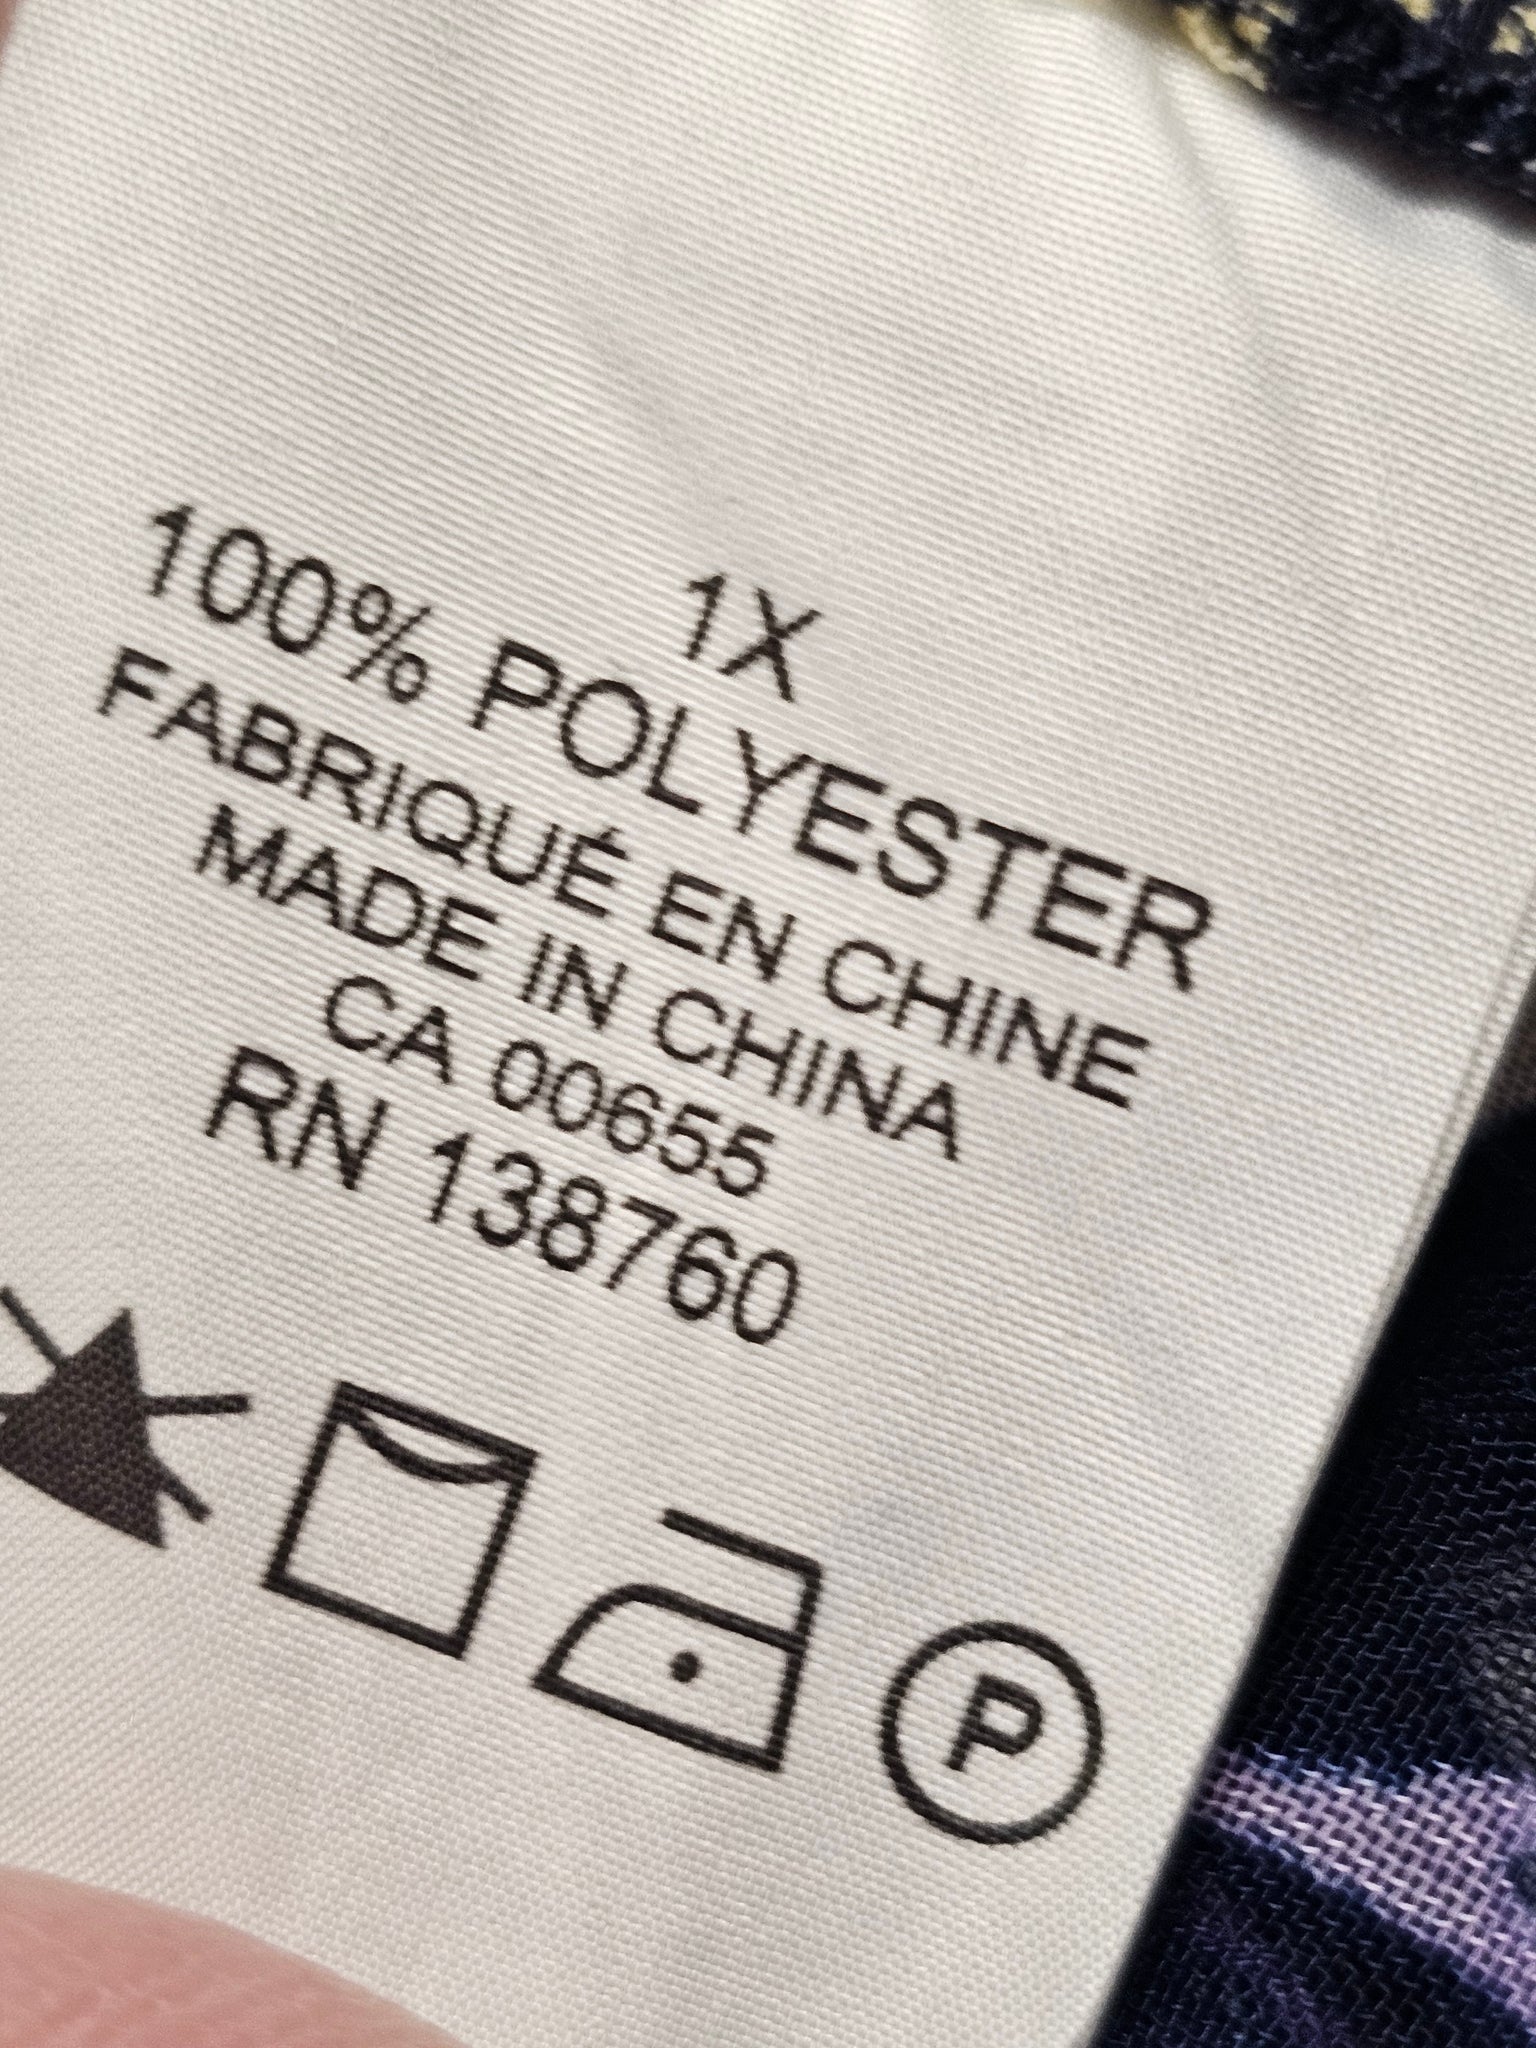 1X
100% POLYESTER
FABRIQUÉ EN CHINE
MADE IN CHINA
CA 00655
RN 138760
P